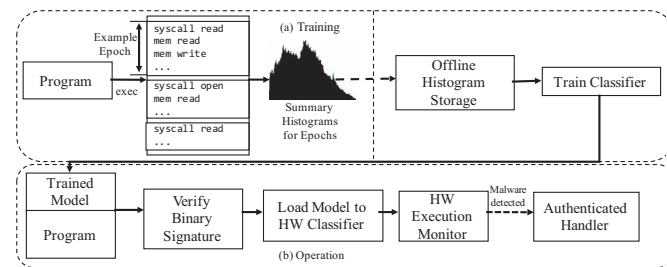 Example
Epoch
syscall read
mem read
mem write
...
(a) Training
Program
exec
syscall open
mem read
...
syscall read
...
Summary
Histograms
for Epochs
Offline
Histogram
Storage
Train Classifier
Trained
Model
Program
Verify
Binary
Signature
Load Model to
HW Classifier
HW
Execution
Monitor
Malware
detected
Authenticated
Handler
(b) Operation